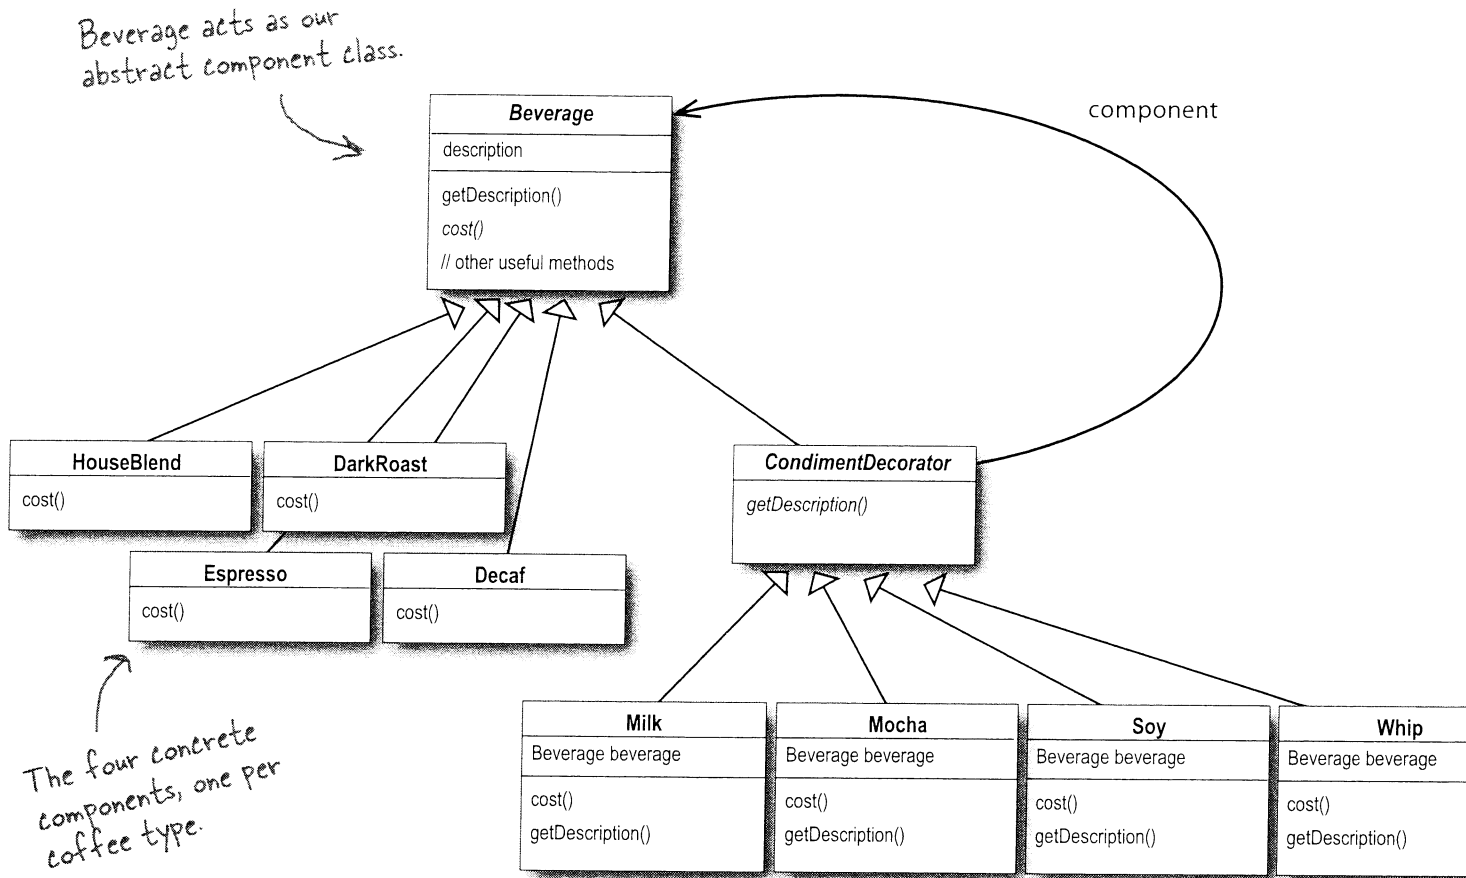 Beverage acts as our
abstract component class.
component
Beverage
description
getDescription()
cost()
// other useful methods
HouseBlend
cost()
DarkRoast
cost()
Espresso
cost()
Decaf
cost()
CondimentDecorator
getDescription()
The four concrete
components, one per
coffee type.
Milk
Beverage beverage
cost()
getDescription()
Mocha
Beverage beverage
cost()
getDescription()
Soy
Beverage beverage
cost()
getDescription()
Whip
Beverage beverage
cost()
getDescription()